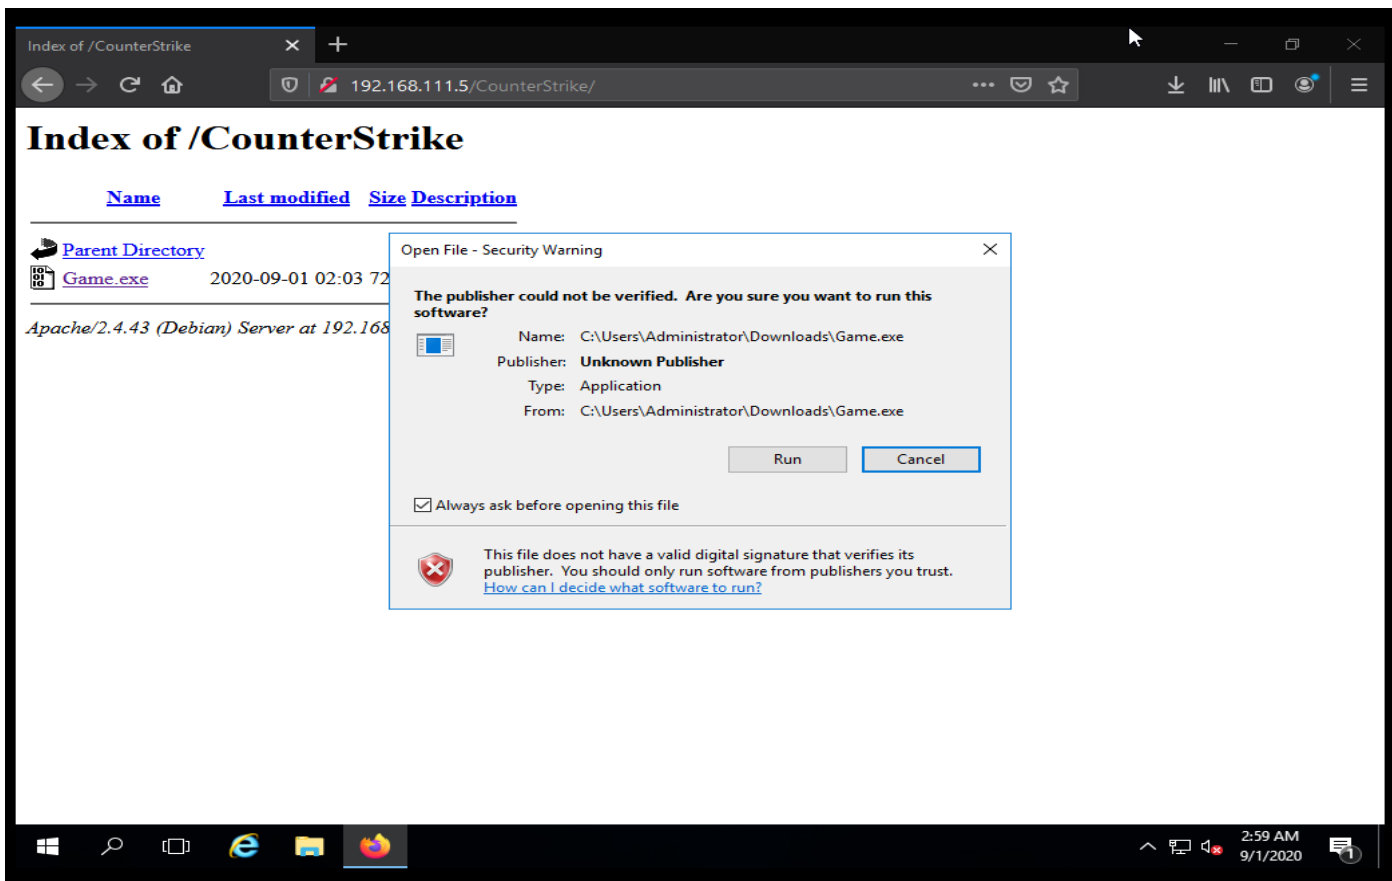 Index of /CounterStrike
192.168.111.5/CounterStrike/
Index of /CounterStrike
Name Last modified Size Description
Parent Directory
Game.exe 2020-09-01 02:03 72
Apache/2.4.43 (Debian) Server at 192.168
Open File - Security Warning
The publisher could not be verified. Are you sure you want to run this
software?
Name: C:\Users\Administrator\Downloads\Game.exe
Publisher: Unknown Publisher
Type: Application
From: C:\Users\Administrator\Downloads\Game.exe
Run Cancel
Always ask before opening this file
This file does not have a valid digital signature that verifies its
publisher. You should only run software from publishers you trust.
How can I decide what software to run?
2:59 AM
9/1/2020
1